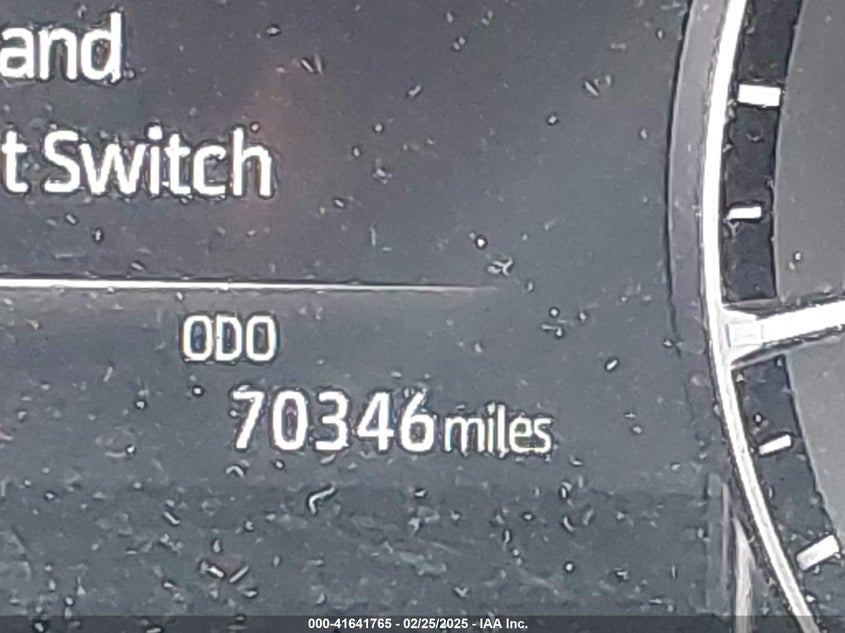 and
t Switch
ODO
70346 miles
000-41641765 - 02/25/2025 - IAA Inc.